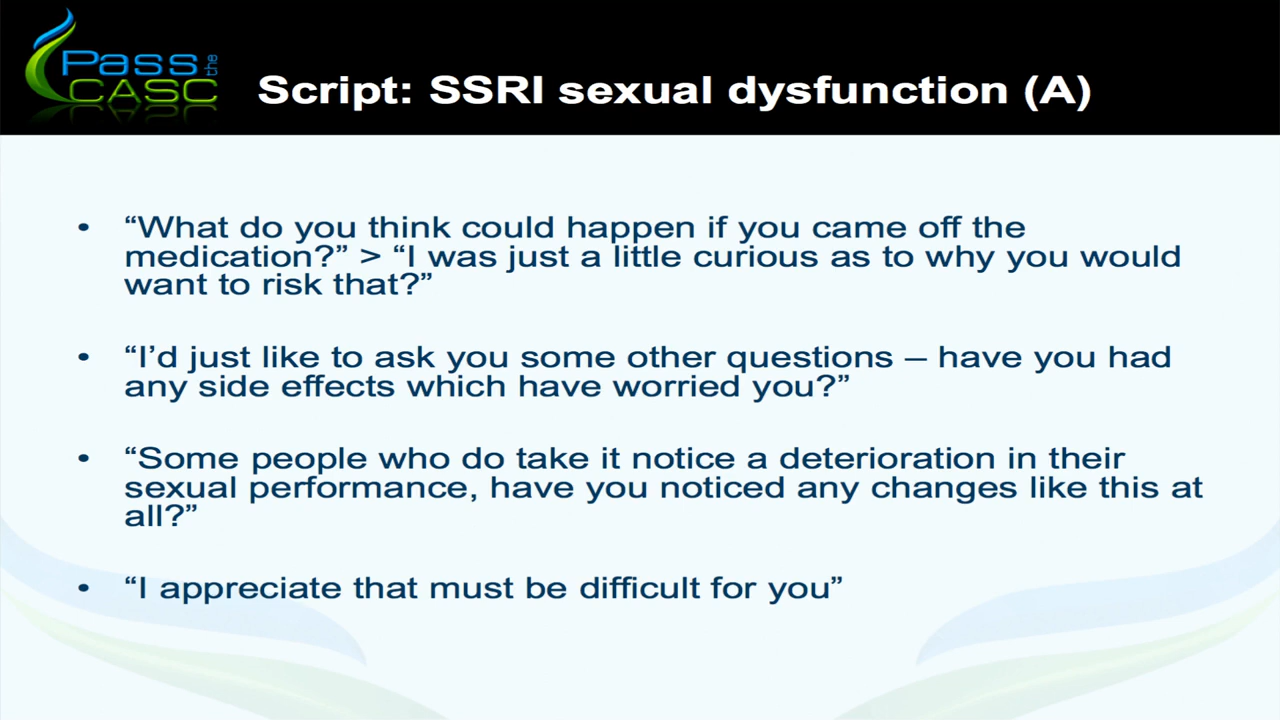 Pass the
CASC
Script: SSRI sexual dysfunction (A)
• “What do you think could happen if you came off the
medication?” > “I was just a little curious as to why you would
want to risk that?”
• “I’d just like to ask you some other questions – have you had
any side effects which have worried you?”
• “Some people who do take it notice a deterioration in their
sexual performance, have you noticed any changes like this at
all?”
• “I appreciate that must be difficult for you”